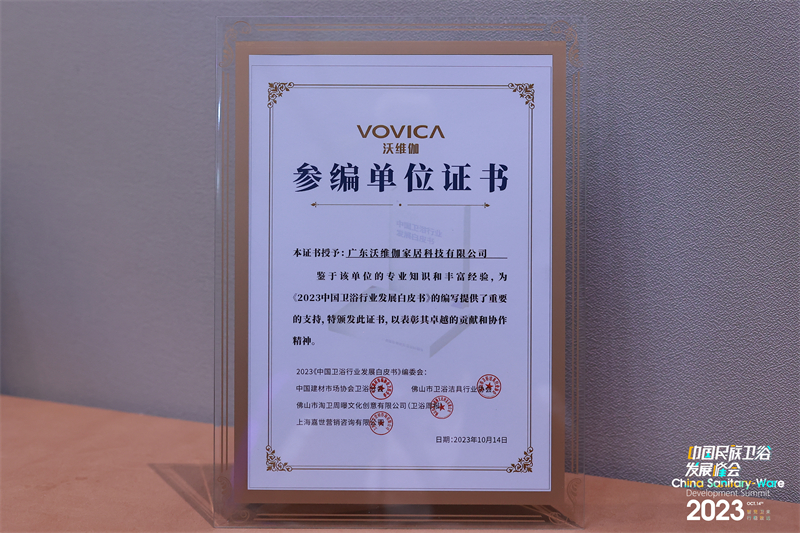 VOVICA
沃维伽
参编单位证书
本证书授予：广东沃维伽家居科技有限公司
鉴于该单位的专业知识和丰富经验，为
《2023中国卫浴行业发展白皮书》的编写提供了重要
的支持，特颁发此证书，以表彰其卓越的贡献和协作
精神。
2023《中国卫浴行业发展白皮书》编委会：
中国建材市场协会卫浴 佛山市卫浴洁具行业协会
佛山市淘卫周曝文化创意有限公司（卫浴周刊）
上海嘉世营销咨询有限公司
日期：2023年10月14日
中国民族卫浴
发展峰会
China Sanitary-Ware
Development Summit
2023
OCT.14th